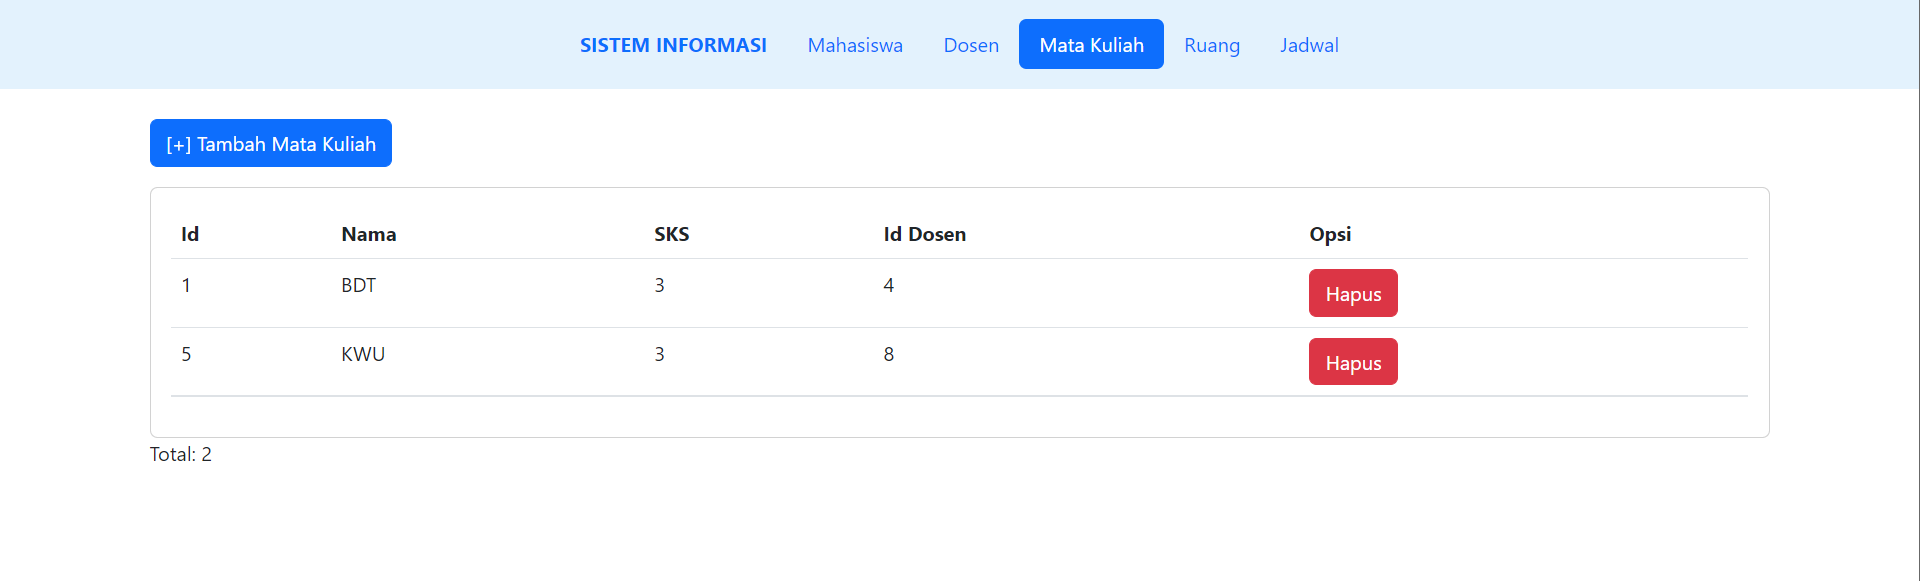 SISTEM INFORMASI Mahasiswa Dosen Mata Kuliah Ruang Jadwal
[+] Tambah Mata Kuliah
Id Nama SKS Id Dosen Opsi
1 BDT 3 4 Hapus
5 KWU 3 8 Hapus
Total: 2